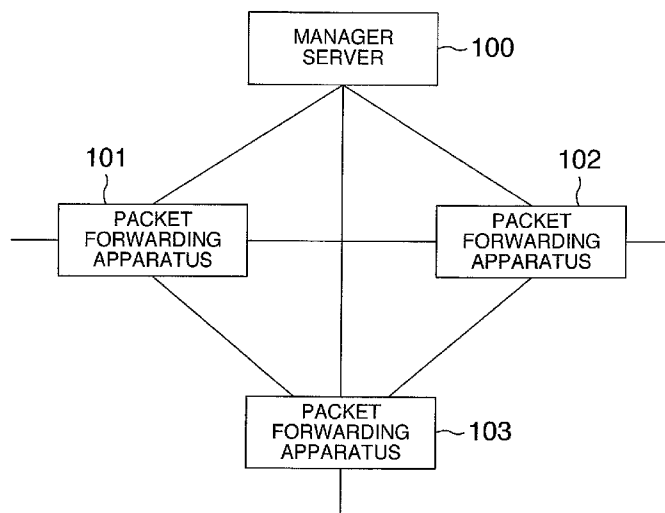 MANAGER
SERVER
100
101
102
PACKET
FORWARDING
APPARATUS
PACKET
FORWARDING
APPARATUS
PACKET
FORWARDING
APPARATUS
103